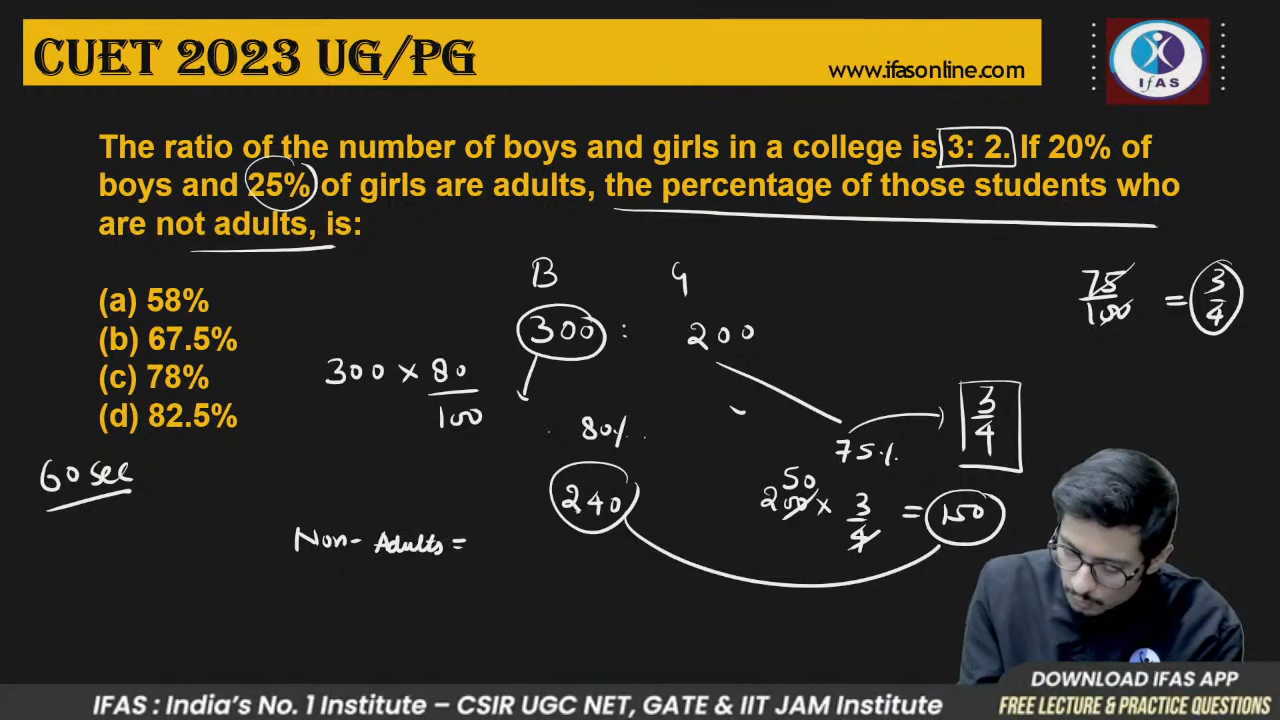 CUET 2023 UG/PG
www.ifasonline.com
IfAS
The ratio of the number of boys and girls in a college is 3: 2. If 20% of
boys and 25% of girls are adults, the percentage of those students who
are not adults, is:
(a) 58%
(b) 67.5%
(c) 78%
(d) 82.5%
60 sec
B G
300 : 200
300 × 80/100
80%
75%
3/4
75/100 = 3/4
240
50
200 × 3/4 = 150
Non-Adults =
DOWNLOAD IFAS APP
FREE LECTURE & PRACTICE QUESTIONS
IFAS : India's No. 1 Institute – CSIR UGC NET, GATE & IIT JAM Institute